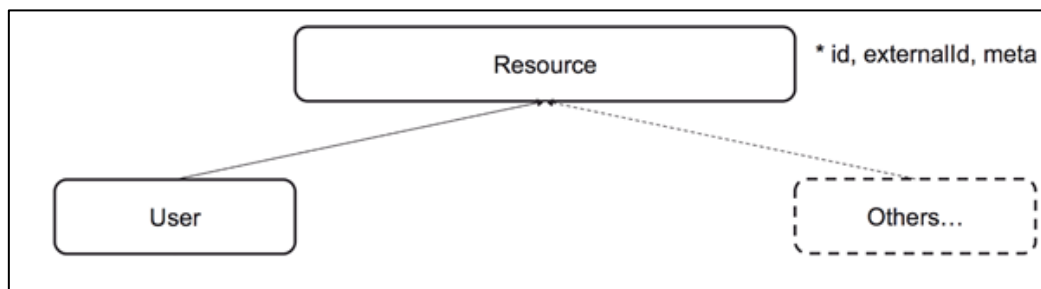 Resource
* id, externalId, meta
User
Others…